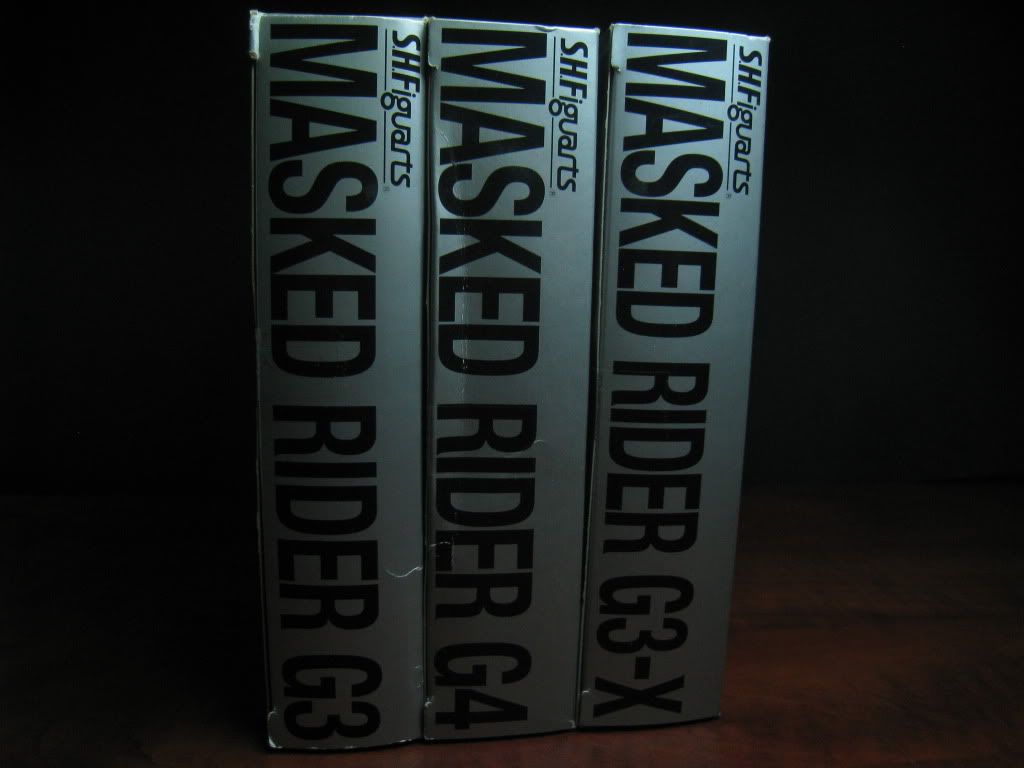 S.H.Figuarts®
MASKED RIDER G3
S.H.Figuarts®
MASKED RIDER G4
S.H.Figuarts®
MASKED RIDER G3-X